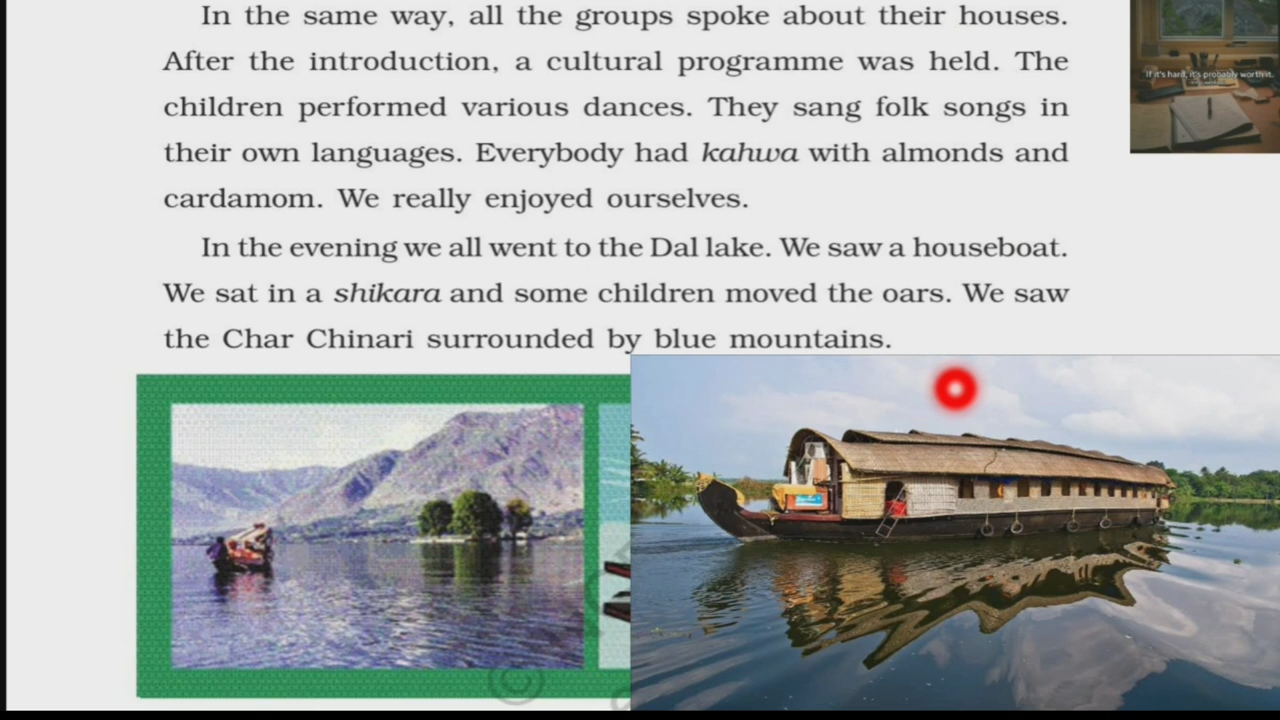 In the same way, all the groups spoke about their houses.
After the introduction, a cultural programme was held. The
children performed various dances. They sang folk songs in
their own languages. Everybody had kahwa with almonds and
cardamom. We really enjoyed ourselves.
In the evening we all went to the Dal lake. We saw a houseboat.
We sat in a shikara and some children moved the oars. We saw
the Char Chinari surrounded by blue mountains.
If it's hard, it's probably worth it.
©